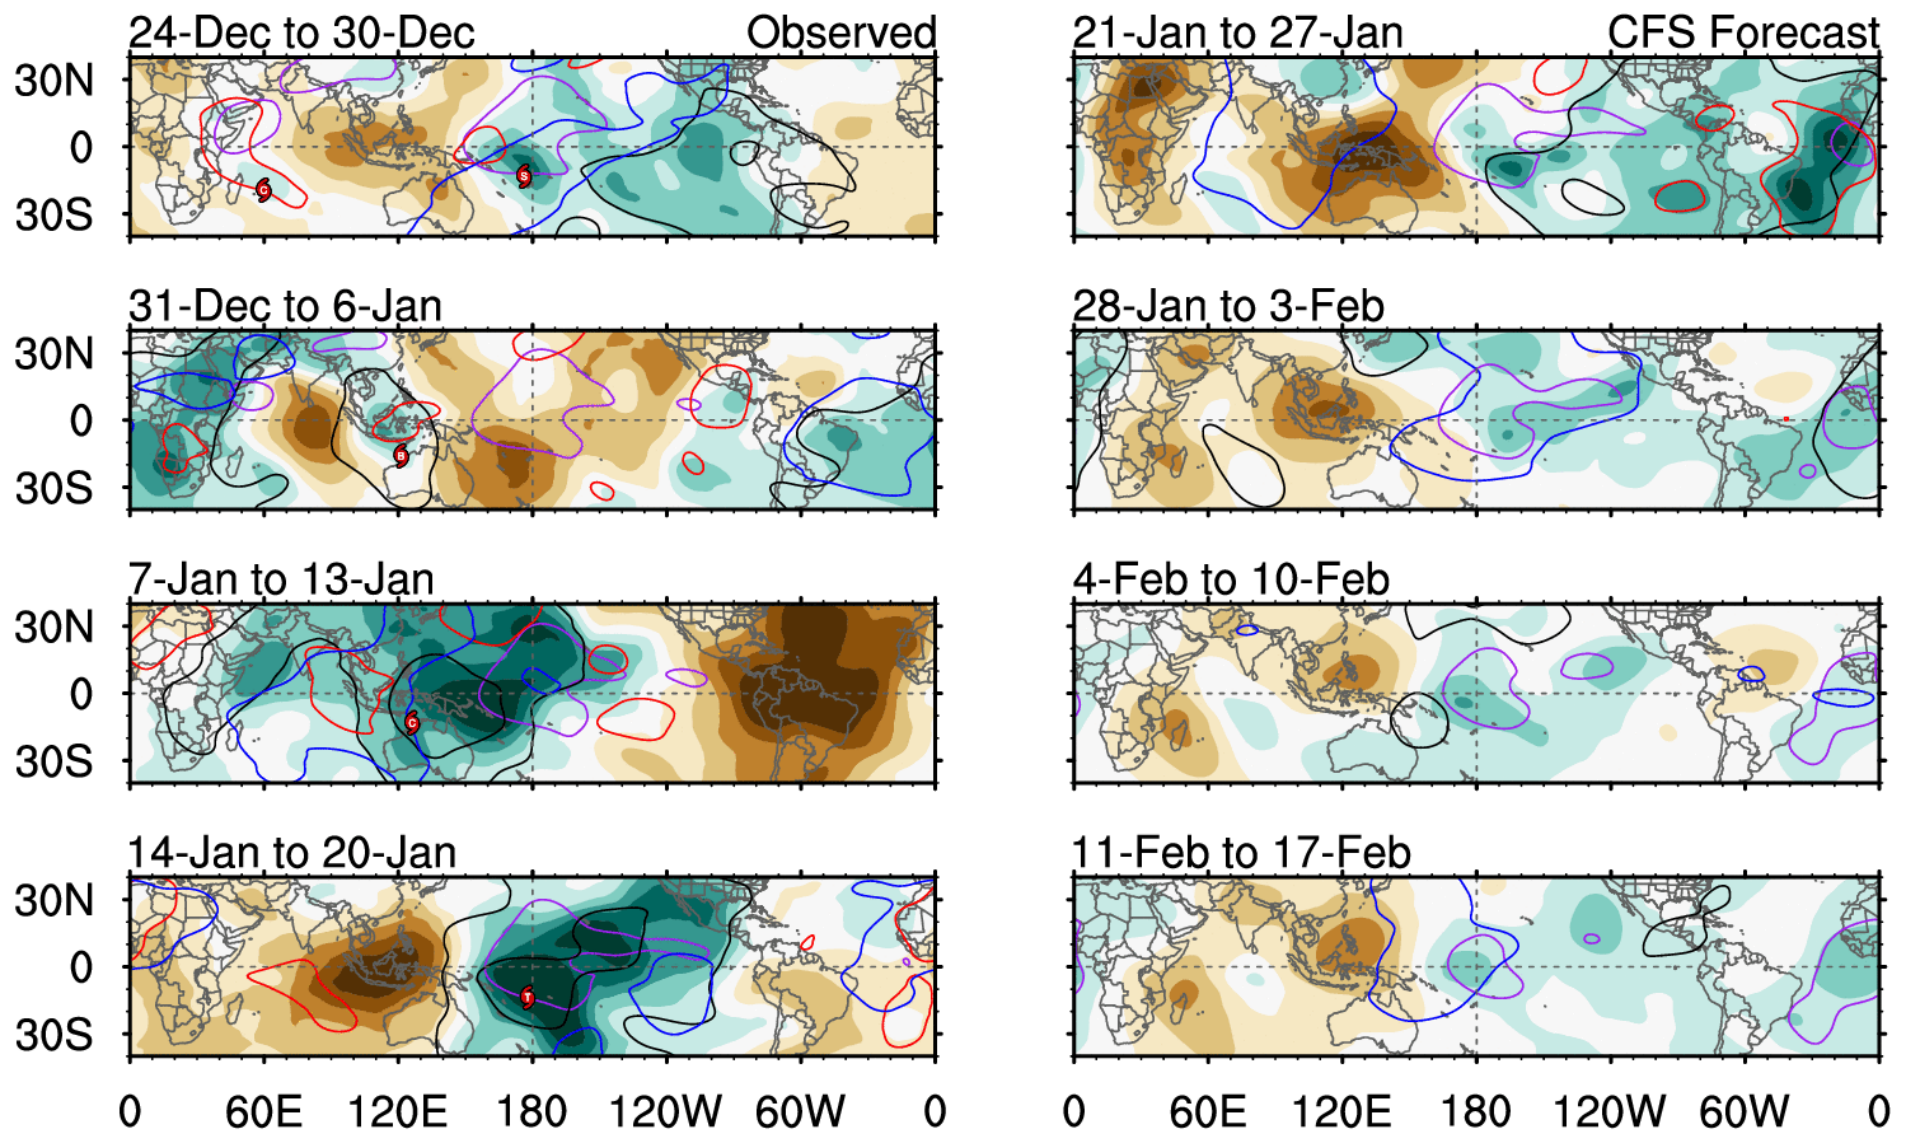 24-Dec to 30-Dec Observed
30N
0
30S
C
S
31-Dec to 6-Jan
30N
0
30S
B
7-Jan to 13-Jan
30N
0
30S
C
14-Jan to 20-Jan
30N
0
30S
T
0 60E 120E 180 120W 60W 0
21-Jan to 27-Jan CFS Forecast
28-Jan to 3-Feb
4-Feb to 10-Feb
11-Feb to 17-Feb
0 60E 120E 180 120W 60W 0